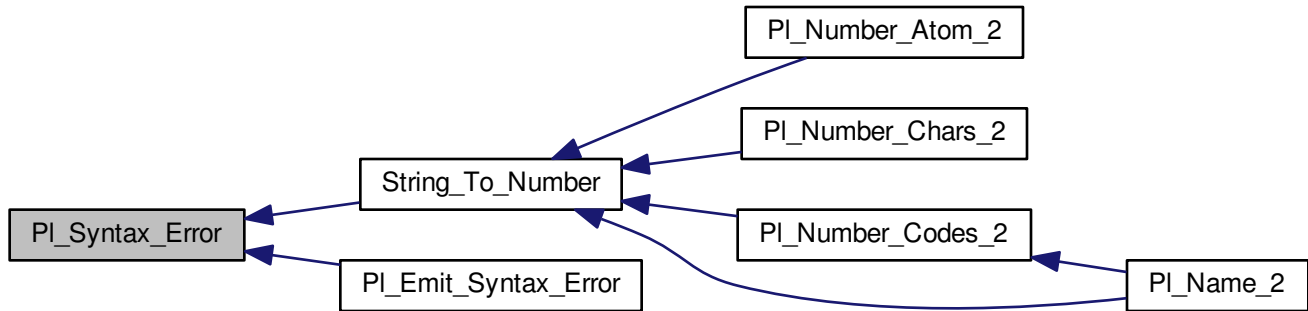 Pl_Number_Atom_2
Pl_Number_Chars_2
String_To_Number
Pl_Syntax_Error
Pl_Number_Codes_2
Pl_Emit_Syntax_Error
Pl_Name_2